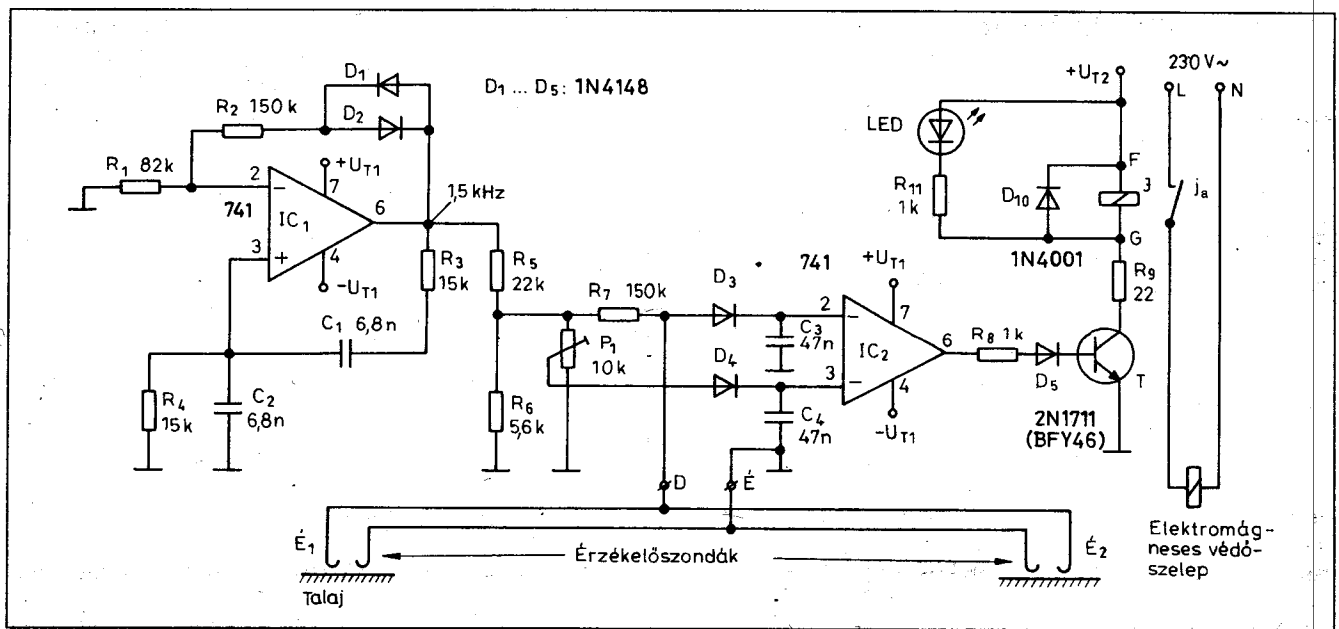 D1 ... D5: 1N4148
D1
D2
R2 150k
R1 82k
2
−
741
IC1
3
+
+UT1
7
6
4
−UT1
1,5 kHz
R3
15k
C1 6,8n
R4
15k
C2
6,8n
R5
22k
R6
5,6k
P1
10k
R7 150k
D3
D4
C3
47n
C4
47n
741
+UT1
7
2
−
IC2
3
−
6
4
−UT1
R8 1k
D5
T
2N1711
(BFY46)
R9
22
+UT2
LED
R11
1k
D10
1N4001
F
J
G
230 V~
L
N
ja
D
É
É1
É2
Érzékelőszondák
Talaj
Elektromág-
neses védő-
szelep